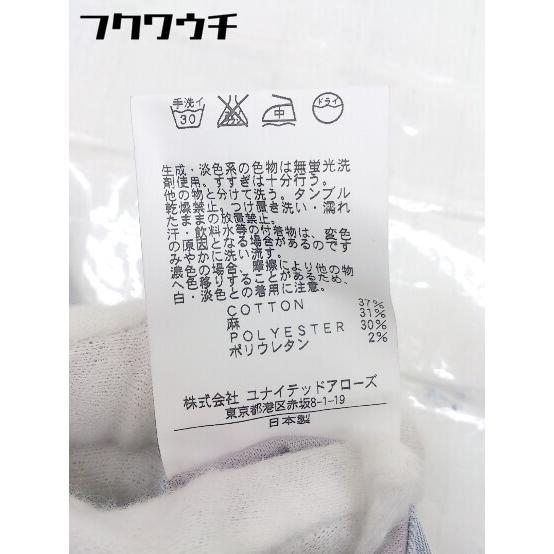 フクワウチ
手洗イ
30
中
ドライ
生成・淡色系の色物は無蛍光洗
剤使用。すすぎは十分行う。
他の物と分けて洗う。タンブル
乾燥禁止。つけ置き洗い・濡れ
たままの放置禁止。
汗・飲料水等の付着物は、変色
の原因となる場合があるのです
みやかに洗い流す。
濃色の場合、摩擦により他の物
へ色移りすることがあるため、
白・淡色との着用に注意。
COTTON 37%
麻 31%
POLYESTER 30%
ポリウレタン 2%
株式会社 ユナイテッドアローズ
東京都港区赤坂8-1-19
日本製